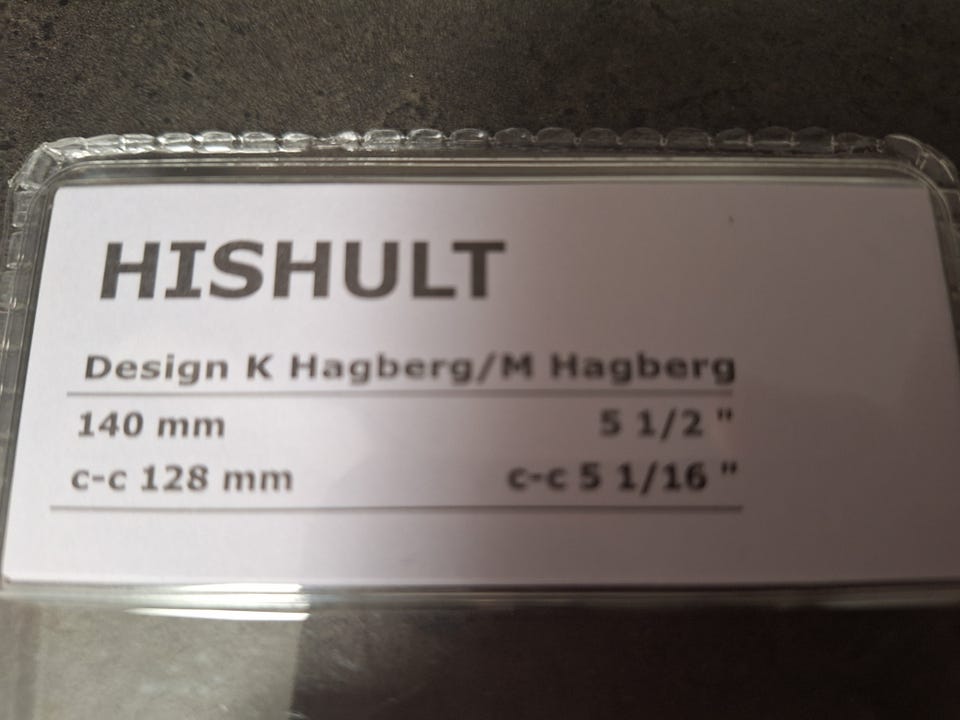 HISHULT
Design K Hagberg/M Hagberg
140 mm 5 1/2 "
c-c 128 mm c-c 5 1/16 "